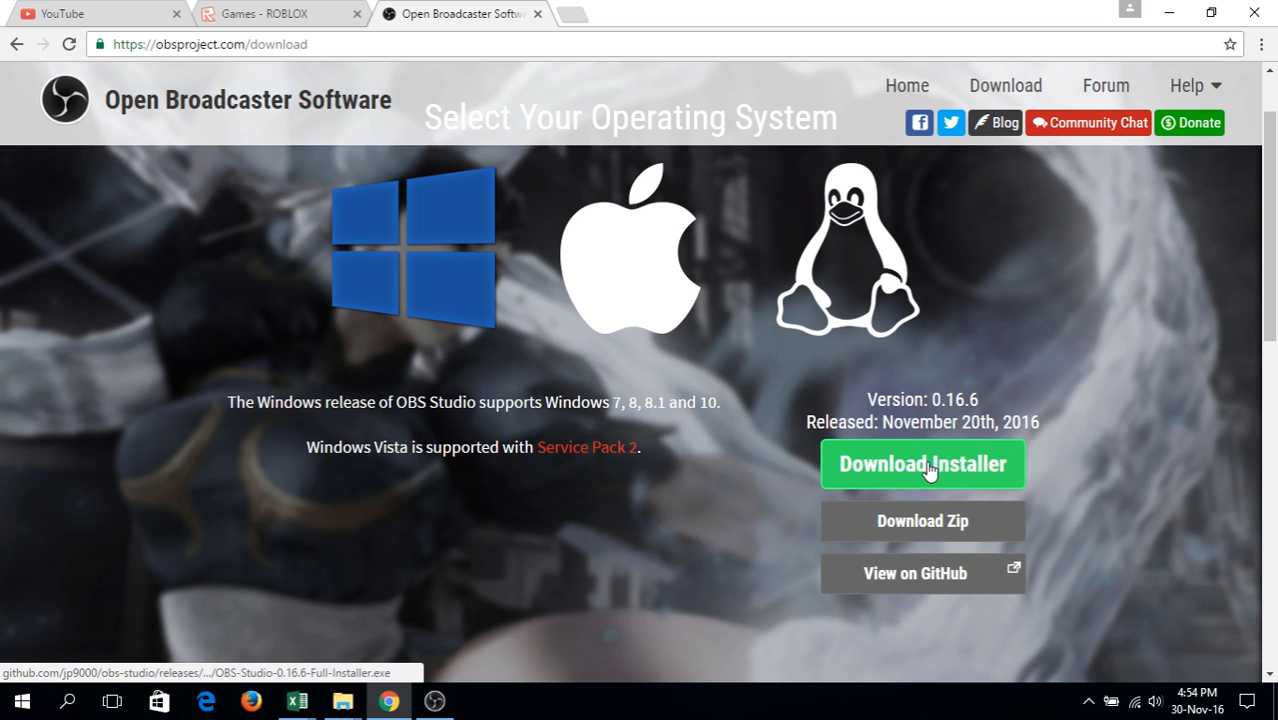 YouTube
Games - ROBLOX
Open Broadcaster Softw
https://obsproject.com/download
Open Broadcaster Software
Home
Download
Forum
Help
Select Your Operating System
Blog
Community Chat
Donate
The Windows release of OBS Studio supports Windows 7, 8, 8.1 and 10.
Windows Vista is supported with Service Pack 2.
Version: 0.16.6
Released: November 20th, 2016
Download Installer
Download Zip
View on GitHub
github.com/jp9000/obs-studio/releases/.../OBS-Studio-0.16.6-Full-Installer.exe
4:54 PM
30-Nov-16